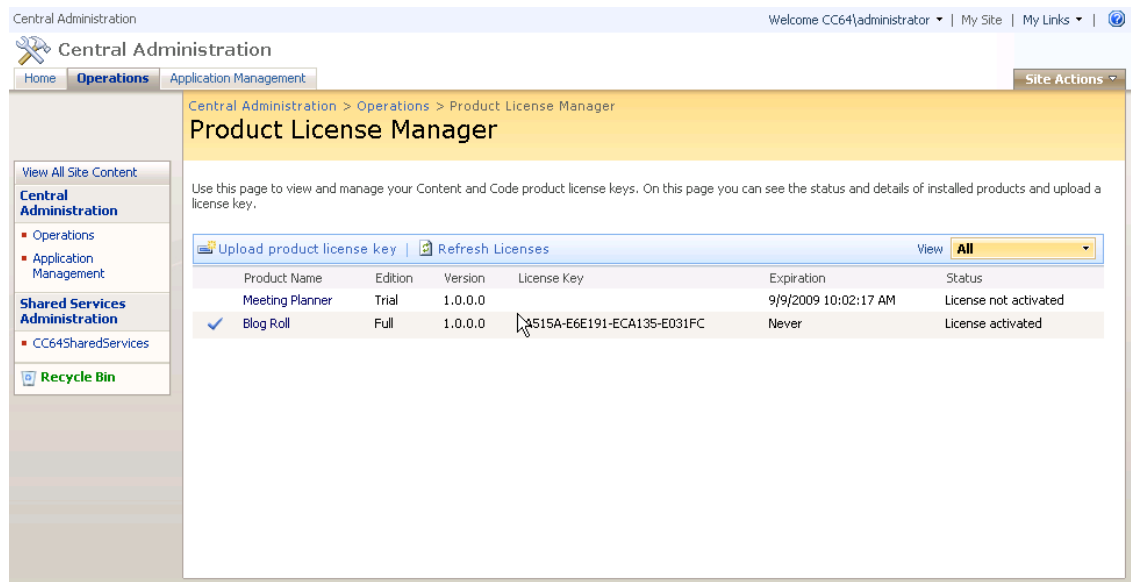 Central Administration
Welcome CC64\administrator | My Site | My Links |
Central Administration
Home Operations Application Management
Site Actions
Central Administration > Operations > Product License Manager
Product License Manager
View All Site Content
Central
Administration
Operations
Application
Management
Shared Services
Administration
CC64SharedServices
Recycle Bin
Use this page to view and manage your Content and Code product license keys. On this page you can see the status and details of installed products and upload a
license key.
Upload product license key | Refresh Licenses View All
Product Name Edition Version License Key Expiration Status
Meeting Planner Trial 1.0.0.0 9/9/2009 10:02:17 AM License not activated
Blog Roll Full 1.0.0.0 A515A-E6E191-ECA135-E031FC Never License activated